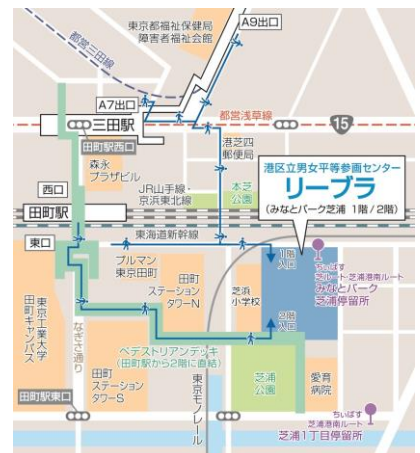 東京都福祉保健局
障害者福祉会館
A9出口
都営三田線
A7出口
三田駅
都営浅草線
15
田町駅西口
森永
プラザビル
港芝四
郵便局
本芝
公園
港区立男女平等参画センター
リーブラ
(みなとパーク芝浦 1階/2階)
西口
JR山手線・
京浜東北線
田町駅
東海道新幹線
東口
プルマン
東京田町
田町
ステーション
タワーN
芝浜
小学校
1階
入口
2階
入口
ちぃばす
芝ルート・芝浦港南ルート
みなとパーク
芝浦停留所
東京工業大学
田町キャンパス
なぎさ通り
ペデストリアンデッキ
(田町駅から2階に直結)
田町
ステーション
タワーS
東京モノレール
芝浦
公園
愛育
病院
田町駅東口
ちぃばす
芝浦港南ルート
芝浦1丁目停留所